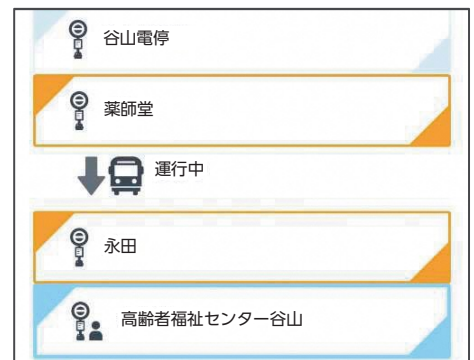 谷山電停
薬師堂
運行中
永田
高齢者福祉センター谷山